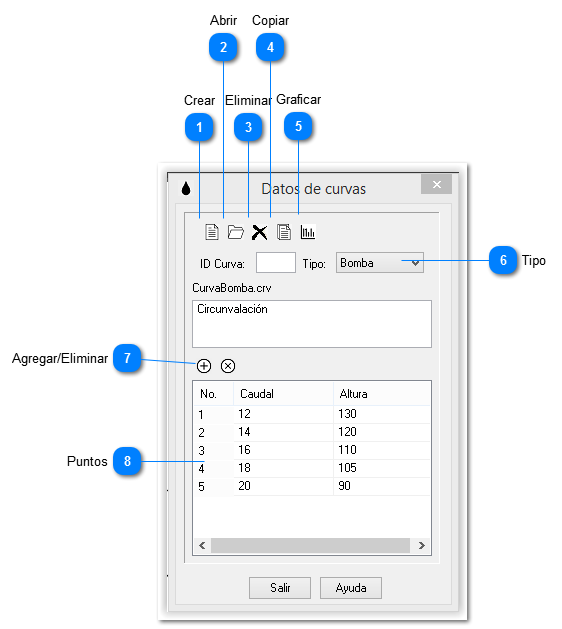 Abrir Copiar
2 4
Crear Eliminar Graficar
1 3 5
Datos de curvas
ID Curva: Tipo: Bomba
6 Tipo
CurvaBomba.crv
Circunvalación
Agregar/Eliminar 7
No. Caudal Altura
1 12 130
2 14 120
3 16 110
Puntos 8
4 18 105
5 20 90
Salir Ayuda